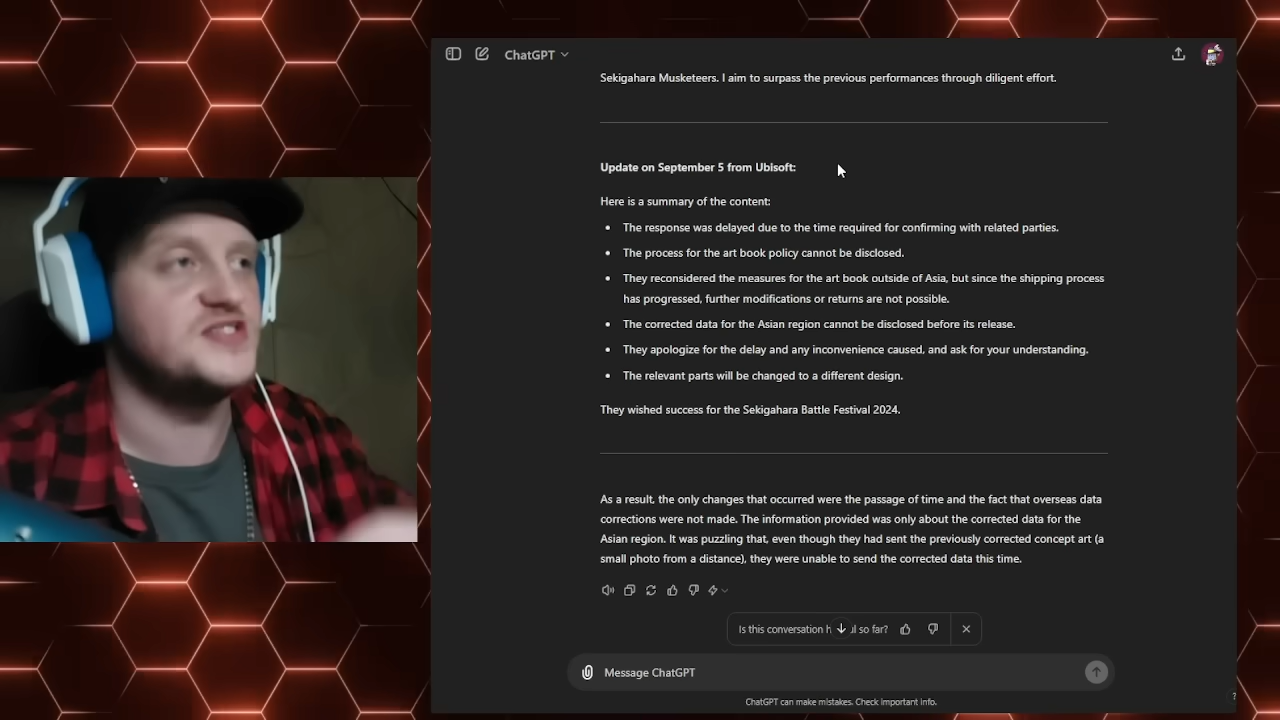 ChatGPT
Sekigahara Musketeers. I aim to surpass the previous performances through diligent effort.
Update on September 5 from Ubisoft:
Here is a summary of the content:
• The response was delayed due to the time required for confirming with related parties.
• The process for the art book policy cannot be disclosed.
• They reconsidered the measures for the art book outside of Asia, but since the shipping process
has progressed, further modifications or returns are not possible.
• The corrected data for the Asian region cannot be disclosed before its release.
• They apologize for the delay and any inconvenience caused, and ask for your understanding.
• The relevant parts will be changed to a different design.
They wished success for the Sekigahara Battle Festival 2024.
As a result, the only changes that occurred were the passage of time and the fact that overseas data
corrections were not made. The information provided was only about the corrected data for the
Asian region. It was puzzling that, even though they had sent the previously corrected concept art (a
small photo from a distance), they were unable to send the corrected data this time.
Is this conversation so far?
Message ChatGPT
ChatGPT can make mistakes. Check important info.
?